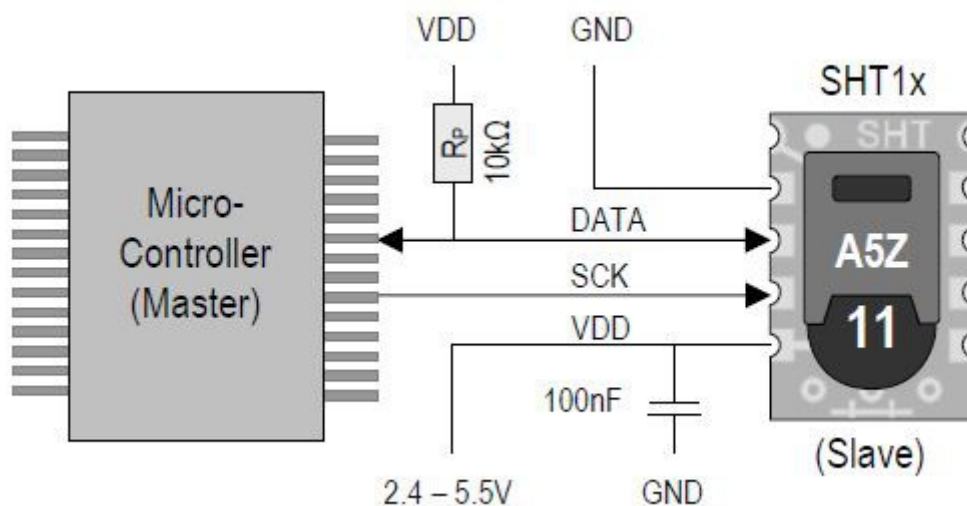 VDD
GND
SHT1x
SHT
Micro-
Controller
(Master)
RP
10kΩ
DATA
SCK
VDD
A5Z
11
100nF
(Slave)
2.4 – 5.5V
GND